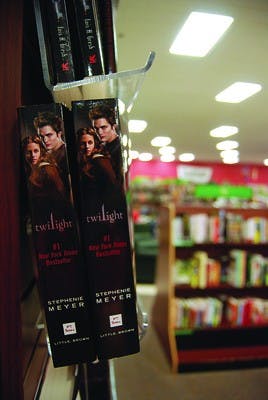 twilight
#1
New York Times
Bestseller
STEPHENIE
MEYER
LITTLE, BROWN
twilight
#1
New York Times
Bestseller
STEPHENIE
MEYER
LITTLE, BROWN